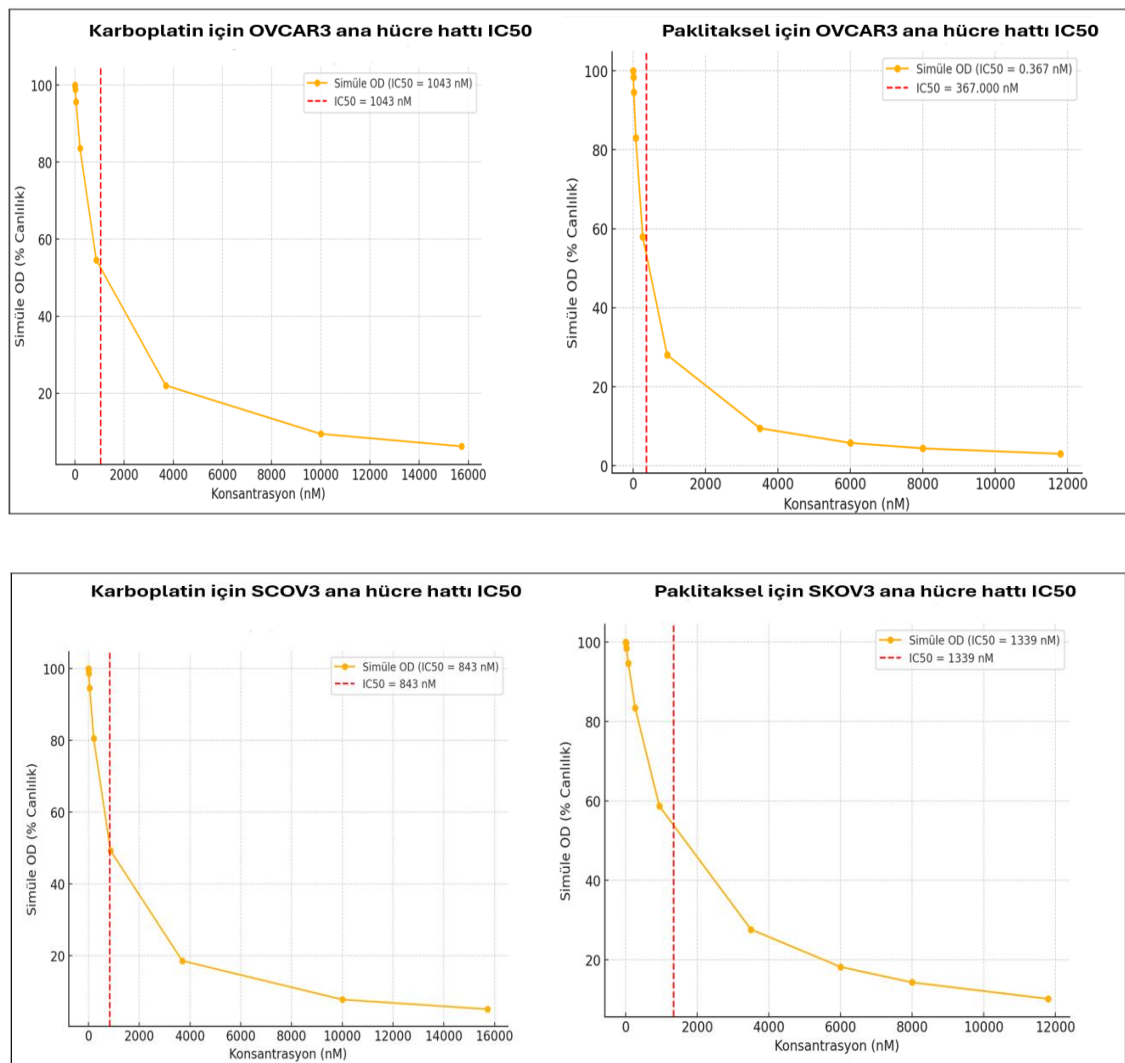 Karboplatin için OVCAR3 ana hücre hattı IC50
Simüle OD (IC50 = 1043 nM)
IC50 = 1043 nM
Simüle OD (% Canlılık)
100
80
60
40
20
0 2000 4000 6000 8000 10000 12000 14000 16000
Konsantrasyon (nM)
Paklitaksel için OVCAR3 ana hücre hattı IC50
Simüle OD (IC50 = 0.367 nM)
IC50 = 367.000 nM
Simüle OD (% Canlılık)
100
80
60
40
20
0
0 2000 4000 6000 8000 10000 12000
Konsantrasyon (nM)
Karboplatin için SCOV3 ana hücre hattı IC50
Simüle OD (IC50 = 843 nM)
IC50 = 843 nM
Simüle OD (% Canlılık)
100
80
60
40
20
0 2000 4000 6000 8000 10000 12000 14000 16000
Konsantrasyon (nM)
Paklitaksel için SKOV3 ana hücre hattı IC50
Simüle OD (IC50 = 1339 nM)
IC50 = 1339 nM
Simüle OD (% Canlılık)
100
80
60
40
20
0 2000 4000 6000 8000 10000 12000
Konsantrasyon (nM)